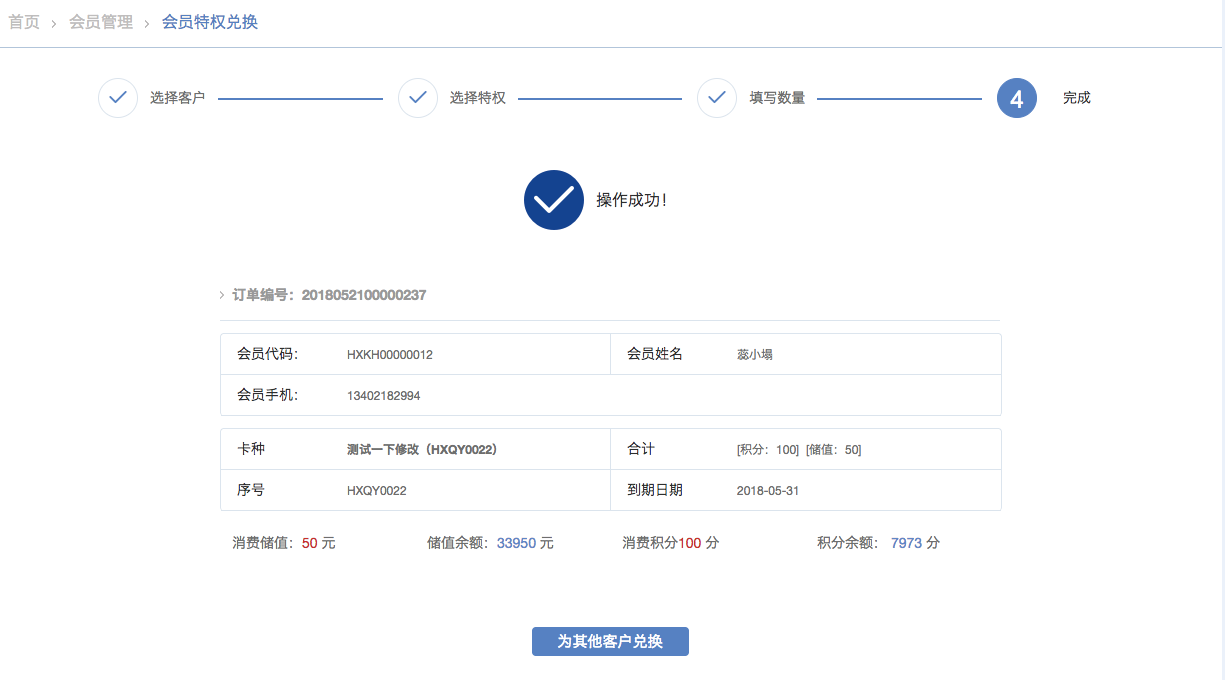 首页 > 会员管理 > 会员特权兑换
选择客户 选择特权 填写数量 4 完成
操作成功!
> 订单编号：2018052100000237
会员代码： HXKH00000012 会员姓名 蕊小塌
会员手机： 13402182994
卡种 测试一下修改（HXQY0022） 合计 [积分：100] [储值：50]
序号 HXQY0022 到期日期 2018-05-31
消费储值：50 元 储值余额：33950 元 消费积分100 分 积分余额： 7973 分
为其他客户兑换